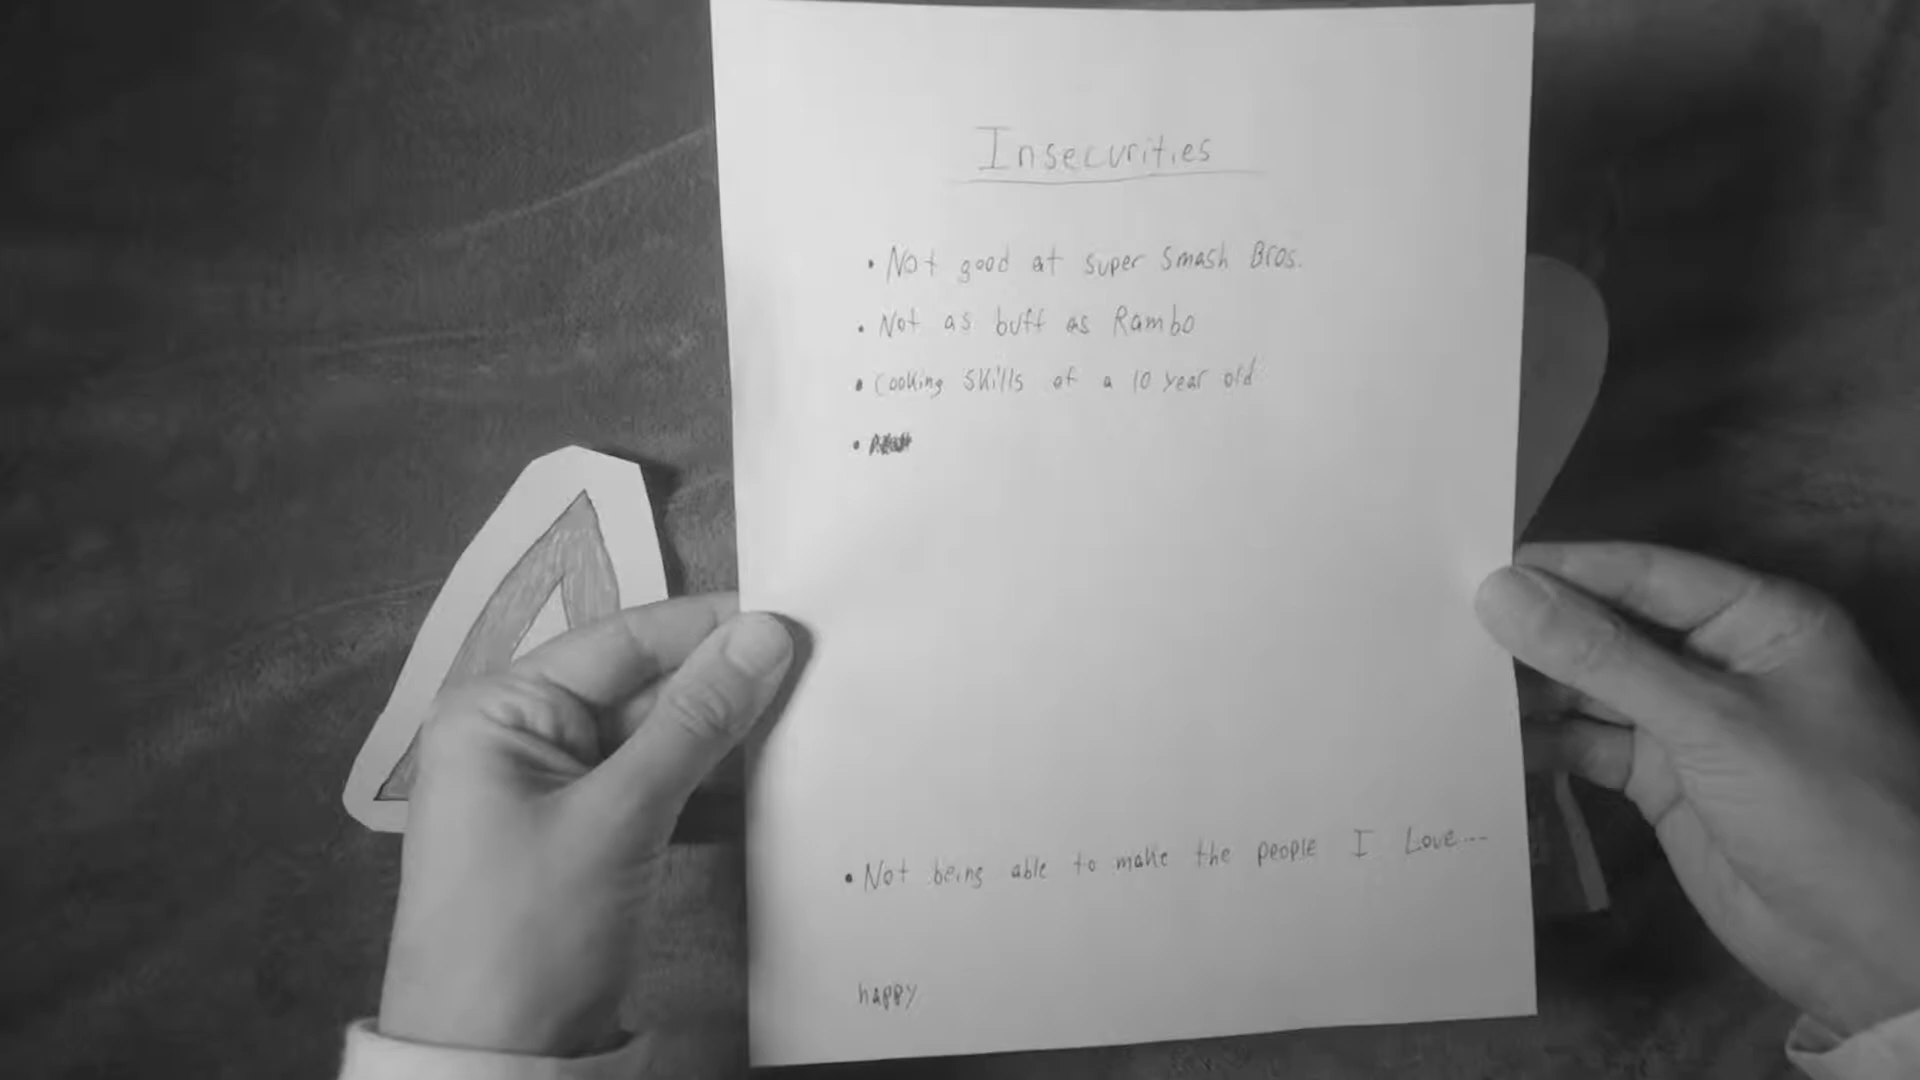 Insecurities
• Not good at Super Smash Bros.
• Not as buff as Rambo
• Cooking Skills of a 10 year old
•
• Not being able to make the people I Love...
happy